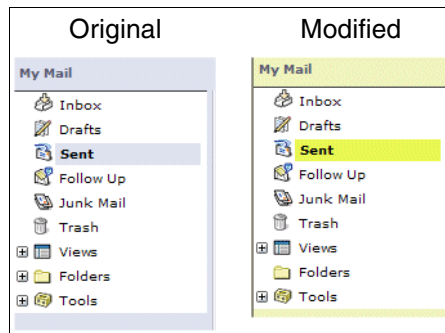 Original
My Mail
Inbox
Drafts
Sent
Follow Up
Junk Mail
Trash
Views
Folders
Tools
Modified
My Mail
Inbox
Drafts
Sent
Follow Up
Junk Mail
Trash
Views
Folders
Tools